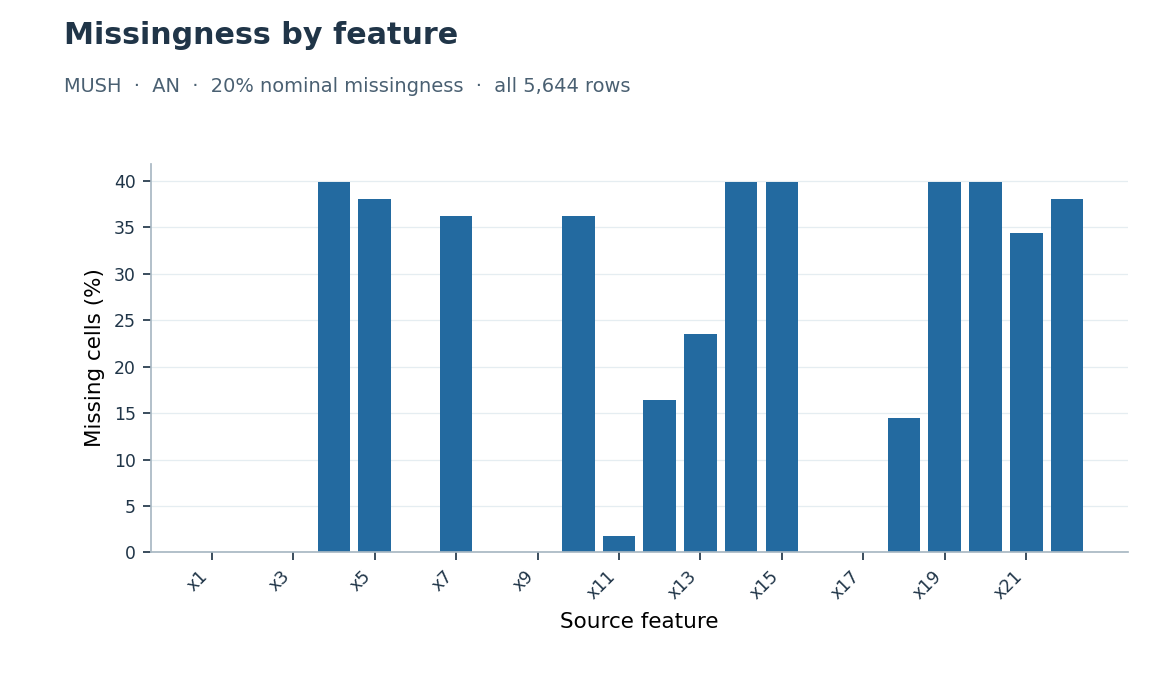 Missingness by feature
MUSH · AN · 20% nominal missingness · all 5,644 rows
40
35
30
25
20
15
10
5
0
Missing cells (%)
x1 x3 x5 x7 x9 x11 x13 x15 x17 x19 x21
Source feature